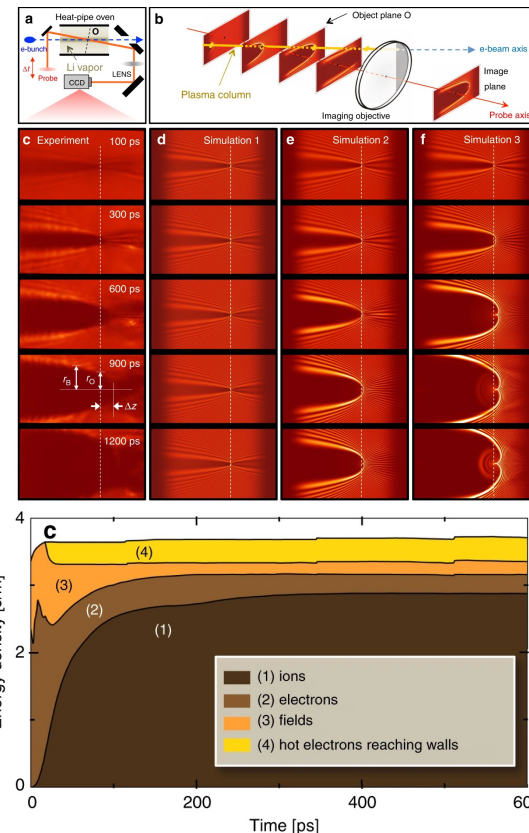 a
Heat-pipe oven
O
e-bunch
Δt
Li vapor
Probe
CCD
LENS
b
Object plane O
e-beam axis
Plasma column
Image
plane
Imaging objective
Probe axis
c Experiment 100 ps
d Simulation 1
e Simulation 2
f Simulation 3
300 ps
600 ps
900 ps
rB rO
Δz
1200 ps
c
4
(4)
(3)
(2)
(1)
2
(1) ions
(2) electrons
(3) fields
(4) hot electrons reaching walls
0
0 200 400 60
Time [ps]